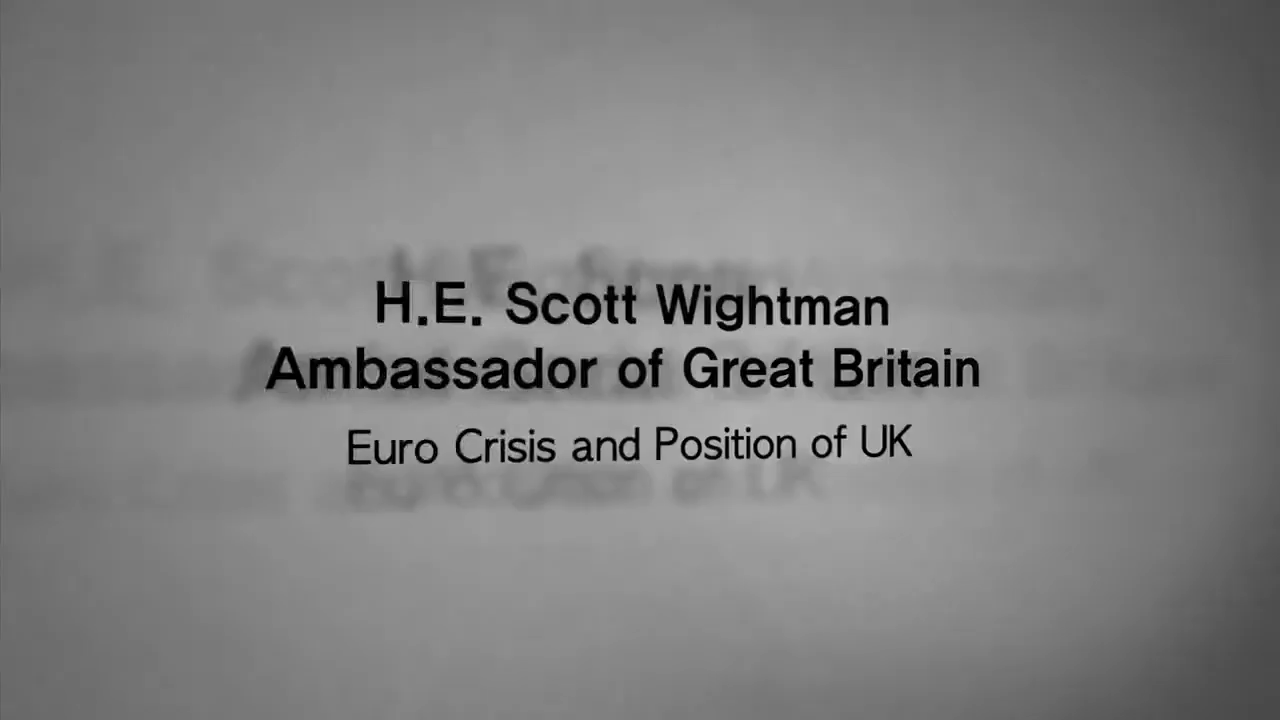 H.E. Scott Wightman
Ambassador of Great Britain
Euro Crisis and Position of UK